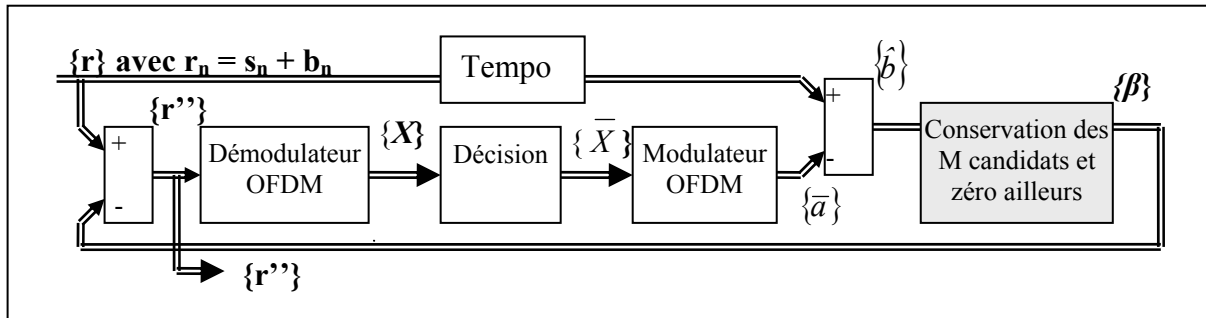 {r} avec rn = sn + bn
Tempo
{b̂}
{β}
{r’’}
+
-
Démodulateur
OFDM
{X}
Décision
{X̅}
Modulateur
OFDM
{a̅}
+
-
Conservation des
M candidats et
zéro ailleurs
{r’’}